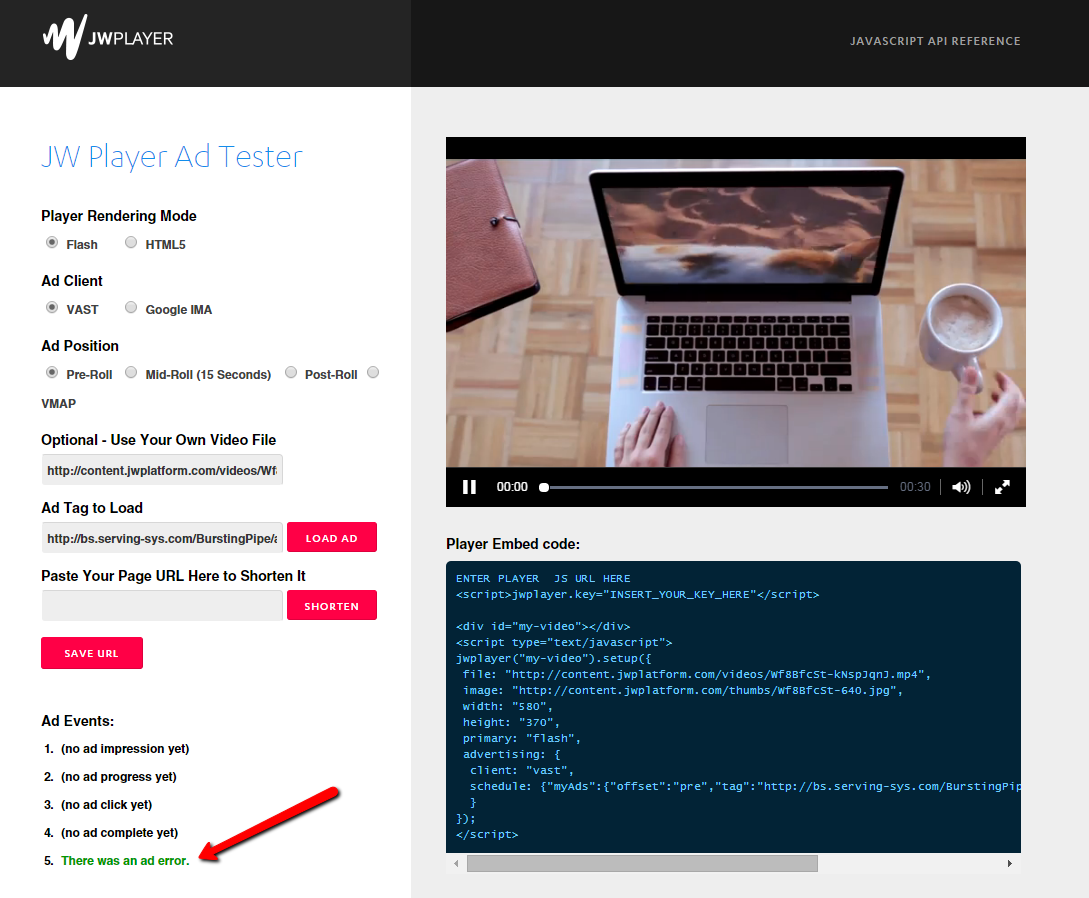 JWPLAYER
JAVASCRIPT API REFERENCE
JW Player Ad Tester
Player Rendering Mode
Flash HTML5
Ad Client
VAST Google IMA
Ad Position
Pre-Roll Mid-Roll (15 Seconds) Post-Roll
VMAP
Optional - Use Your Own Video File
http://content.jwplatform.com/videos/Wf
Ad Tag to Load
http://bs.serving-sys.com/BurstingPipe/a LOAD AD
Paste Your Page URL Here to Shorten It
SHORTEN
SAVE URL
Ad Events:
1. (no ad impression yet)
2. (no ad progress yet)
3. (no ad click yet)
4. (no ad complete yet)
5. There was an ad error.
00:00 00:30
Player Embed code:
ENTER PLAYER  JS URL HERE
<script>jwplayer.key="INSERT_YOUR_KEY_HERE"</script>
<div id="my-video"></div>
<script type="text/javascript">
jwplayer("my-video").setup({
file: "http://content.jwplatform.com/videos/Wf8BfcSt-kNspJqnJ.mp4",
image: "http://content.jwplatform.com/thumbs/Wf8BfcSt-640.jpg",
width: "580",
height: "370",
primary: "flash",
advertising: {
client: "vast",
schedule: {"myAds":{"offset":"pre","tag":"http://bs.serving-sys.com/BurstingPip
}
});
</script>